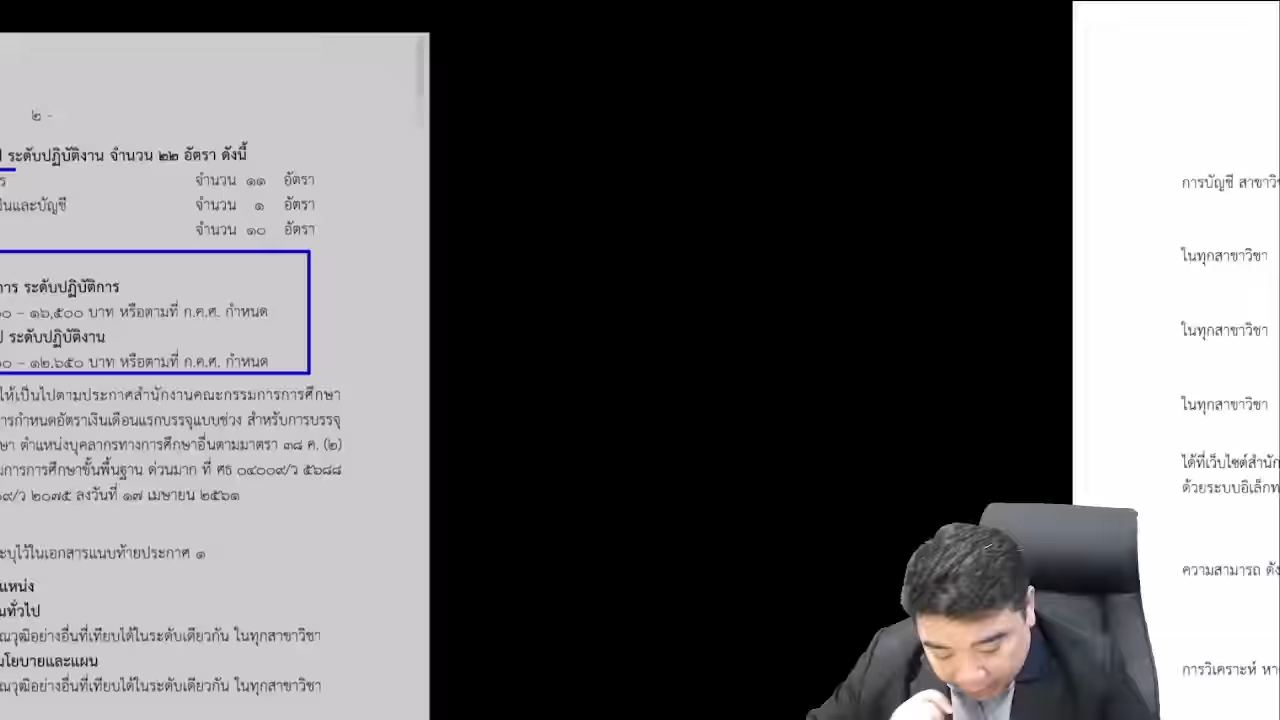 ๒ -
ระดับปฏิบัติงาน จำนวน ๒๒ อัตรา ดังนี้
จำนวน ๑๑ อัตรา
นและบัญชี จำนวน ๑ อัตรา
จำนวน ๑๐ อัตรา
การ ระดับปฏิบัติการ
๐ – ๑๖,๕๐๐ บาท หรือตามที่ ก.ค.ศ. กำหนด
ระดับปฏิบัติงาน
๐ – ๑๒.๖๕๐ บาท หรือตามที่ ก.ค.ศ. กำหนด
ให้เป็นไปตามประกาศสำนักงานคณะกรรมการการศึกษา
ารกำหนดอัตราเงินเดือนแรกบรรจุแบบช่วง สำหรับการบรรจุ
ษา ตำแหน่งบุคลากรทางการศึกษาอื่นตามมาตรา ๓๘ ค. (๒)
มการการศึกษาขั้นพื้นฐาน ด่วนมาก ที่ ศธ ๐๔๐๐๙/ว ๕๖๘๘
๙/ว ๒๐๗๕ ลงวันที่ ๑๗ เมษายน ๒๕๖๑
ะบุไว้ในเอกสารแนบท้ายประกาศ ๑
แหน่ง
นทั่วไป
ณวุฒิอย่างอื่นที่เทียบได้ในระดับเดียวกัน ในทุกสาขาวิชา
นโยบายและแผน
ณวุฒิอย่างอื่นที่เทียบได้ในระดับเดียวกัน ในทุกสาขาวิชา
การบัญชี สาขาวิช
ในทุกสาขาวิชา
ในทุกสาขาวิชา
ในทุกสาขาวิชา
ได้ที่เว็บไซต์สำนัก
ด้วยระบบอิเล็กท
ความสามารถ ดัง
การวิเคราะห์ หา